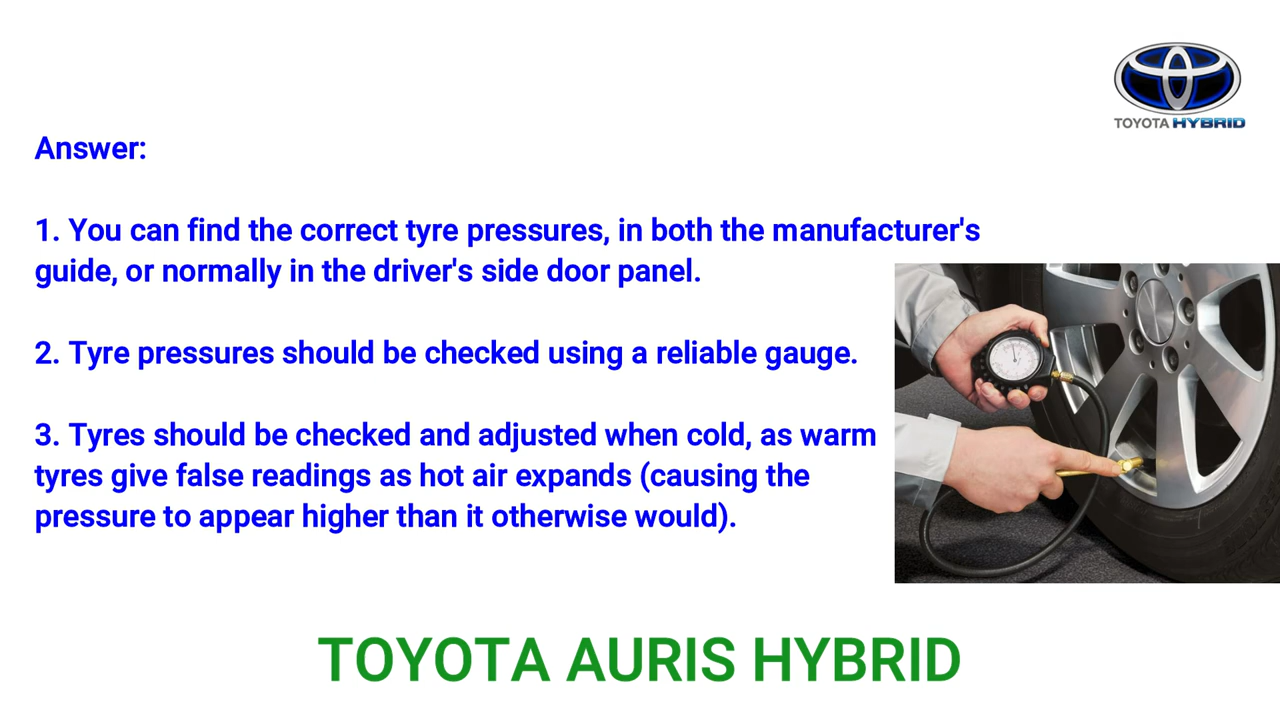 TOYOTA HYBRID
Answer:
1. You can find the correct tyre pressures, in both the manufacturer's
guide, or normally in the driver's side door panel.
2. Tyre pressures should be checked using a reliable gauge.
3. Tyres should be checked and adjusted when cold, as warm
tyres give false readings as hot air expands (causing the
pressure to appear higher than it otherwise would).
TOYOTA AURIS HYBRID